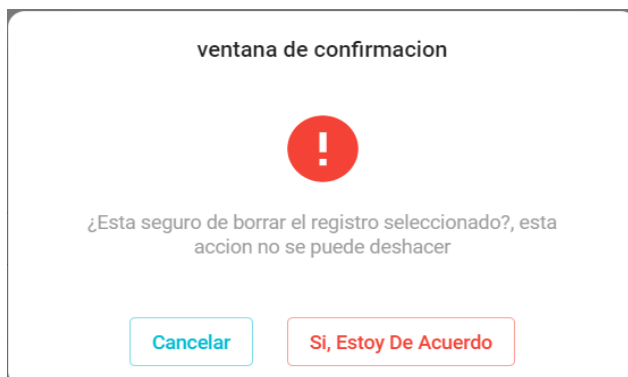 ventana de confirmacion
¿Esta seguro de borrar el registro seleccionado?, esta
accion no se puede deshacer
Cancelar
Si, Estoy De Acuerdo